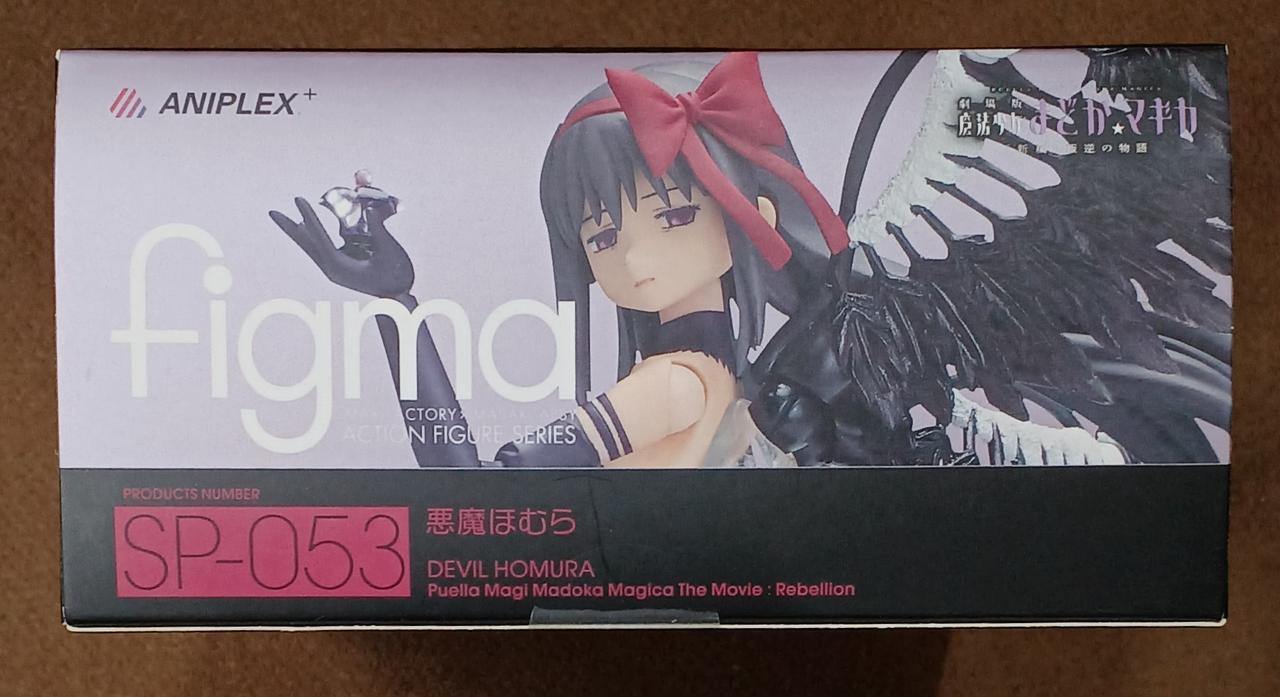 ANIPLEX+
劇場版
魔法少女まどか★マギカ
新編 叛逆の物語
figma
ACTION FIGURE SERIES
PRODUCTS NUMBER
SP-053
悪魔ほむら
DEVIL HOMURA
Puella Magi Madoka Magica The Movie : Rebellion